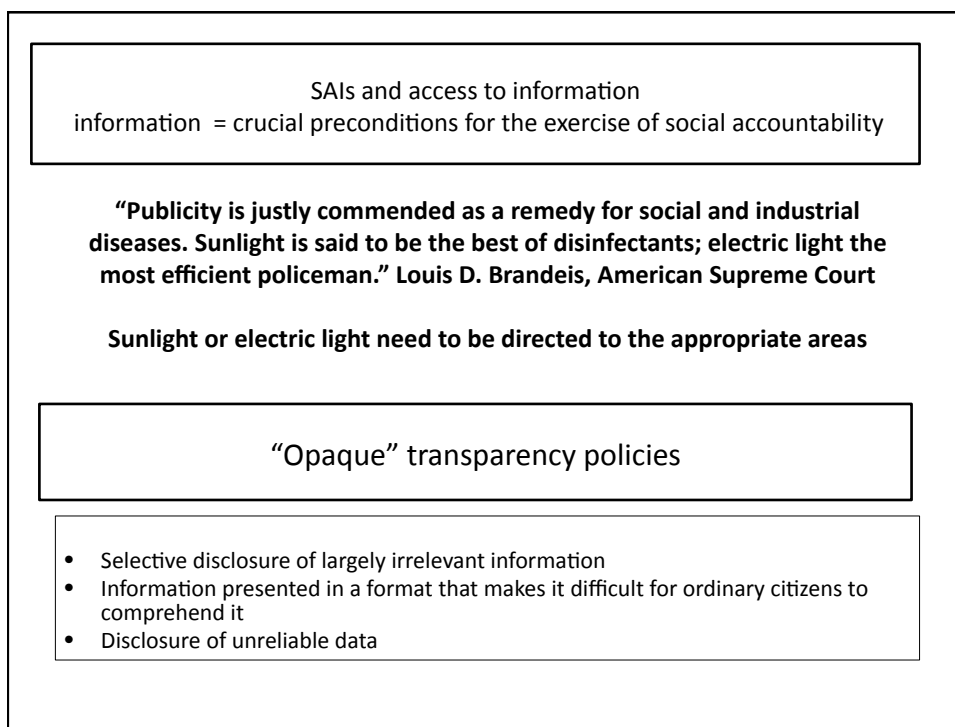 SAIs and access to information
information  = crucial preconditions for the exercise of social accountability
“Publicity is justly commended as a remedy for social and industrial
diseases. Sunlight is said to be the best of disinfectants; electric light the
most efficient policeman.” Louis D. Brandeis, American Supreme Court
Sunlight or electric light need to be directed to the appropriate areas
“Opaque” transparency policies
• Selective disclosure of largely irrelevant information
• Information presented in a format that makes it difficult for ordinary citizens to
comprehend it
• Disclosure of unreliable data